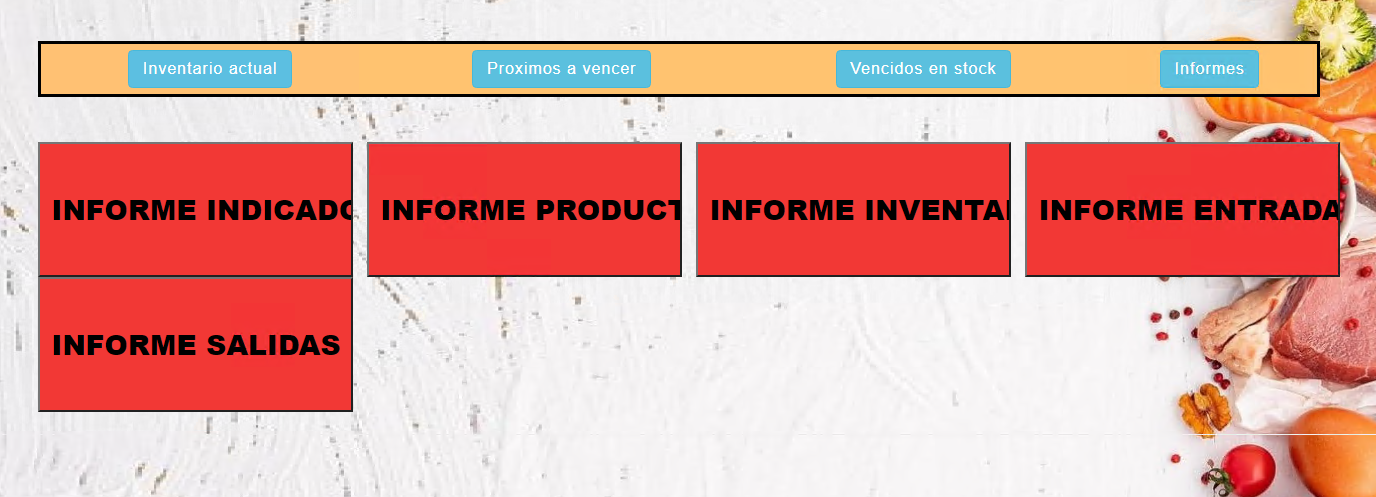 Inventario actual
Proximos a vencer
Vencidos en stock
Informes
INFORME INDICADO
INFORME PRODUCT
INFORME INVENTA
INFORME ENTRADA
INFORME SALIDAS